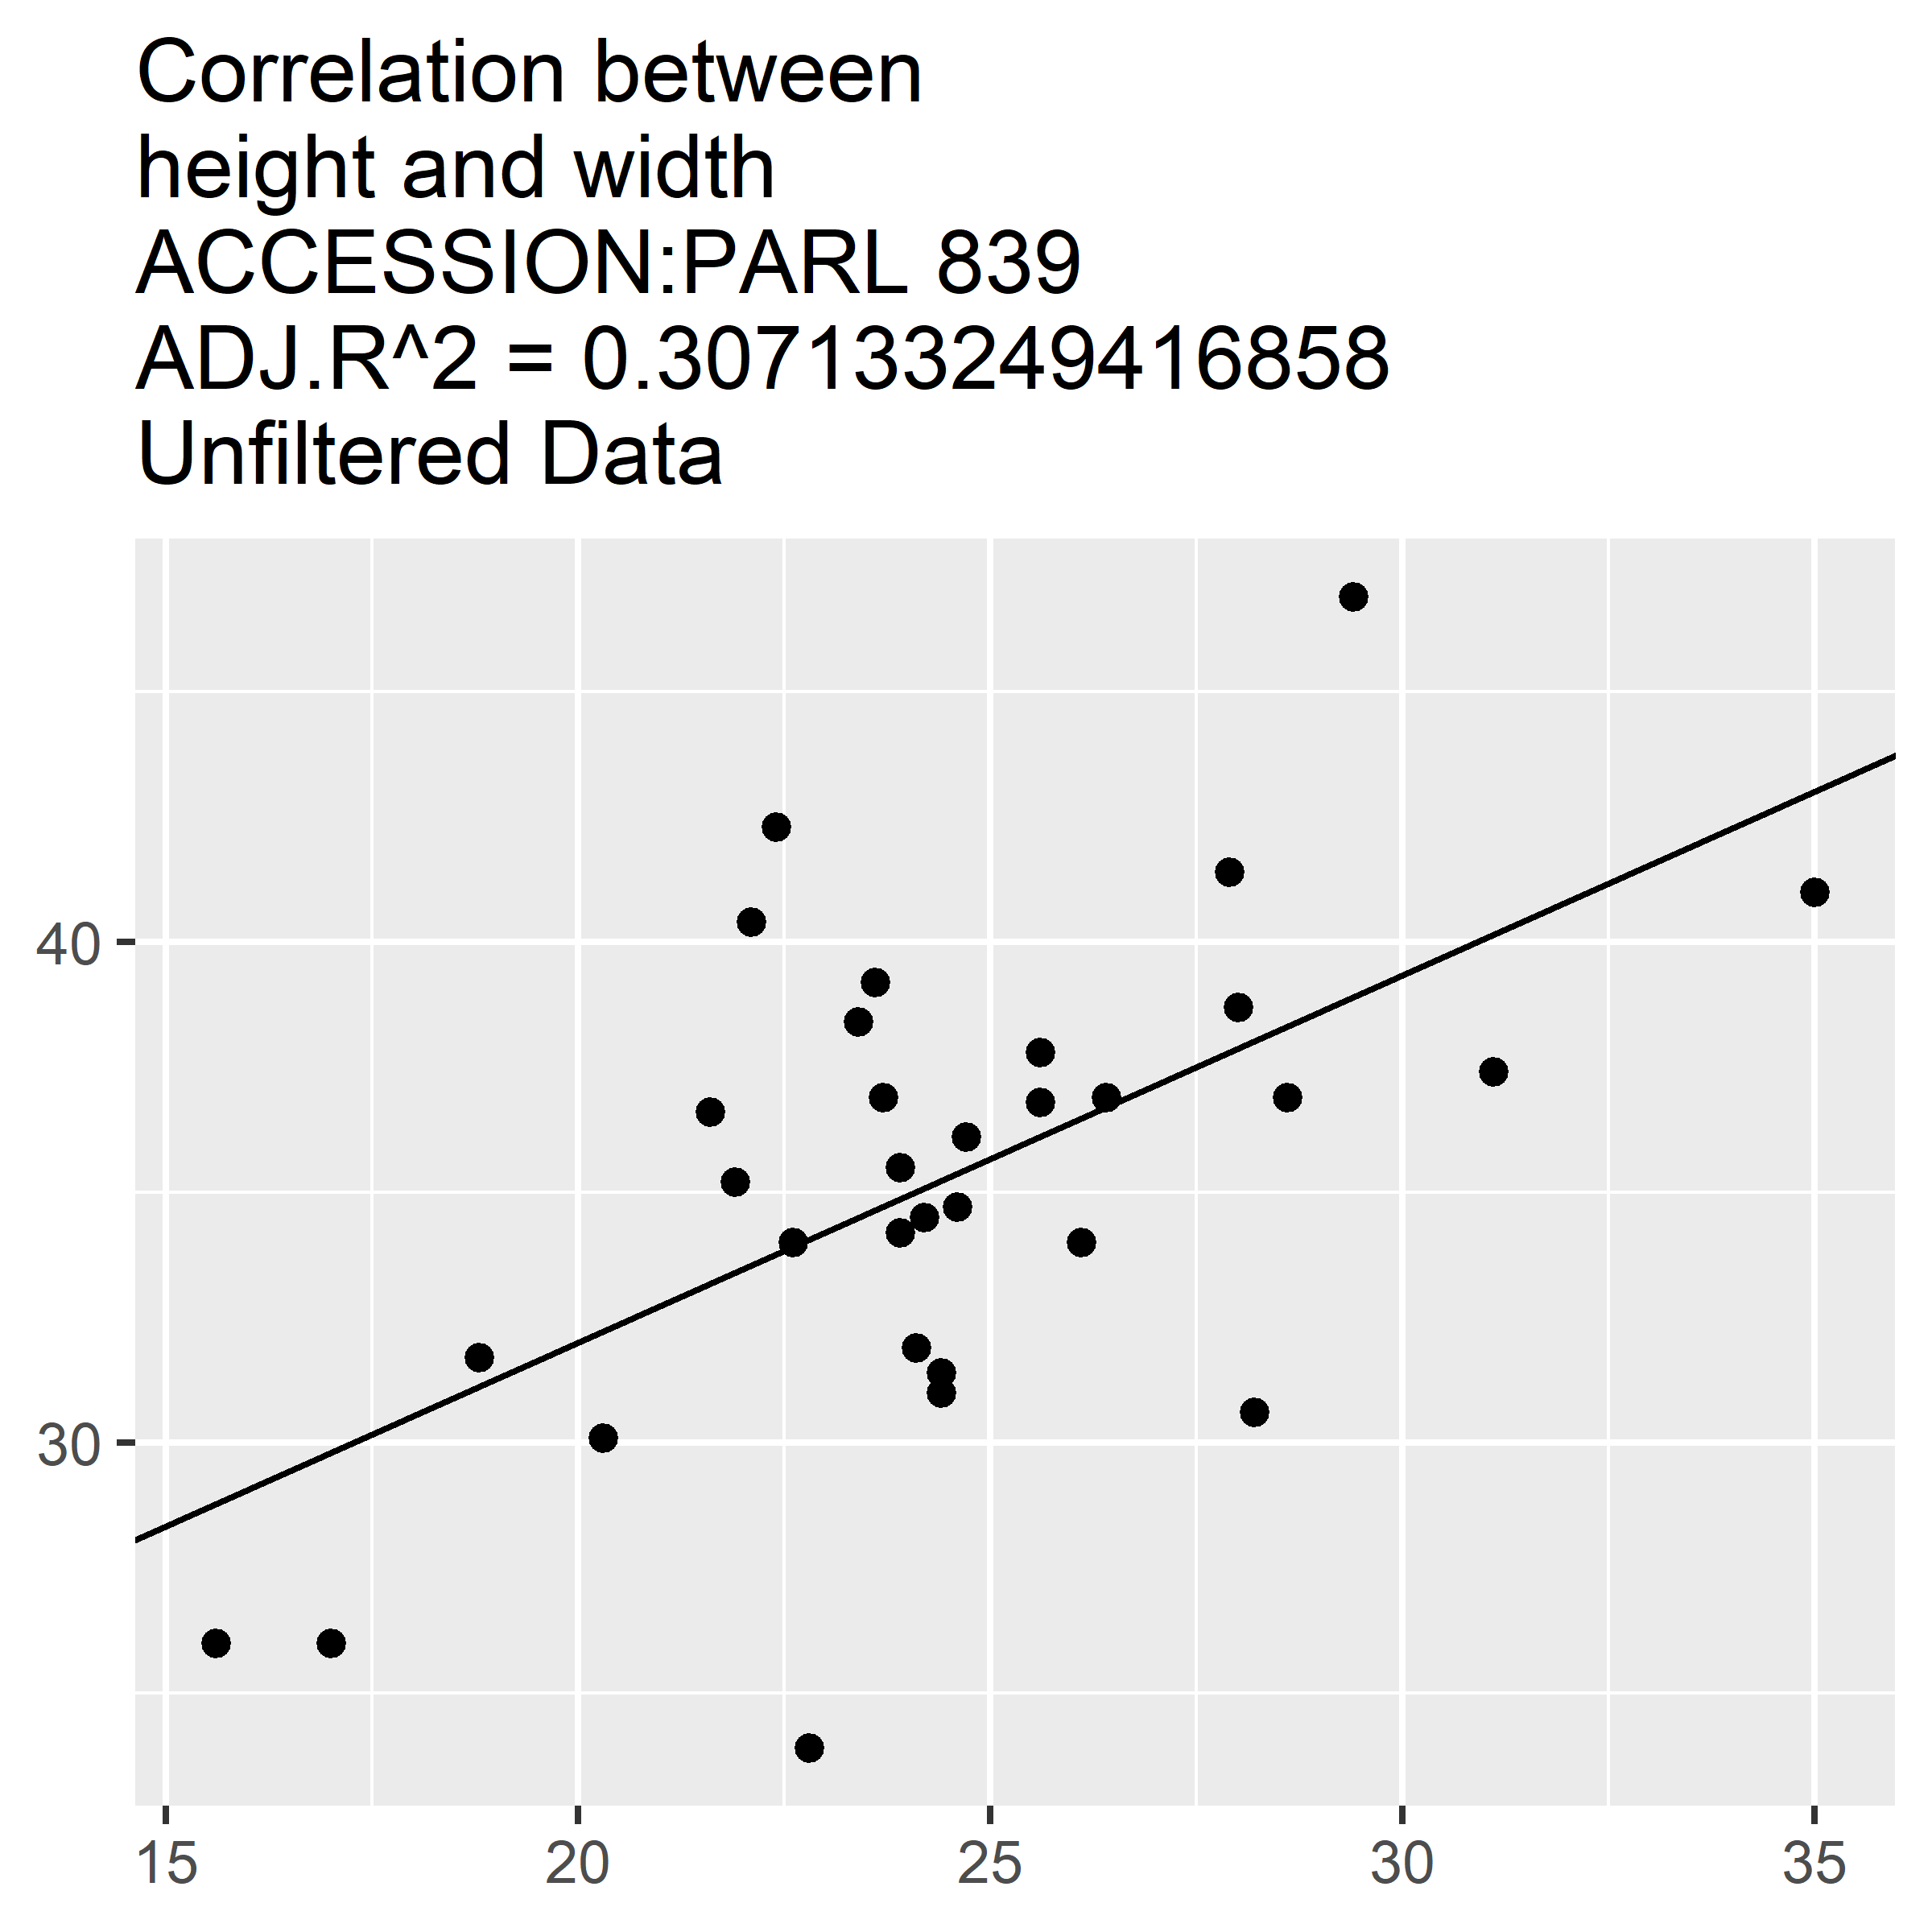 Correlation between
height and width
ACCESSION:PARL 839
ADJ.R^2 = 0.307133249416858
Unfiltered Data
40
30
15 20 25 30 35